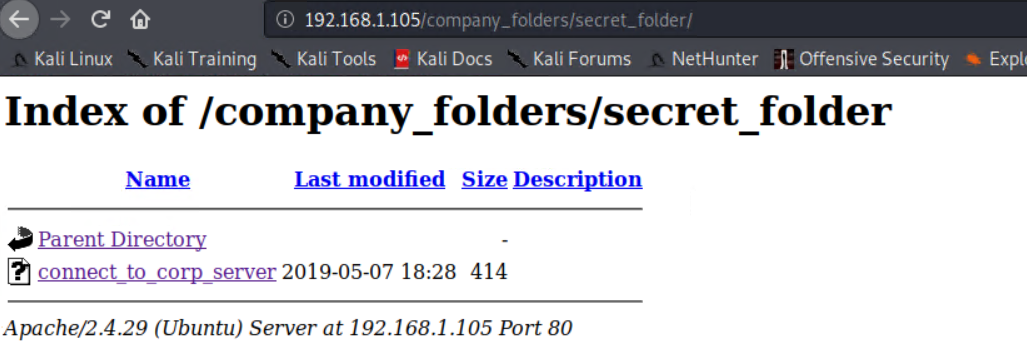 192.168.1.105/company_folders/secret_folder/
Kali Linux Kali Training Kali Tools Kali Docs Kali Forums NetHunter Offensive Security Expl
Index of /company_folders/secret_folder
Name Last modified Size Description
Parent Directory -
connect_to_corp_server 2019-05-07 18:28 414
Apache/2.4.29 (Ubuntu) Server at 192.168.1.105 Port 80